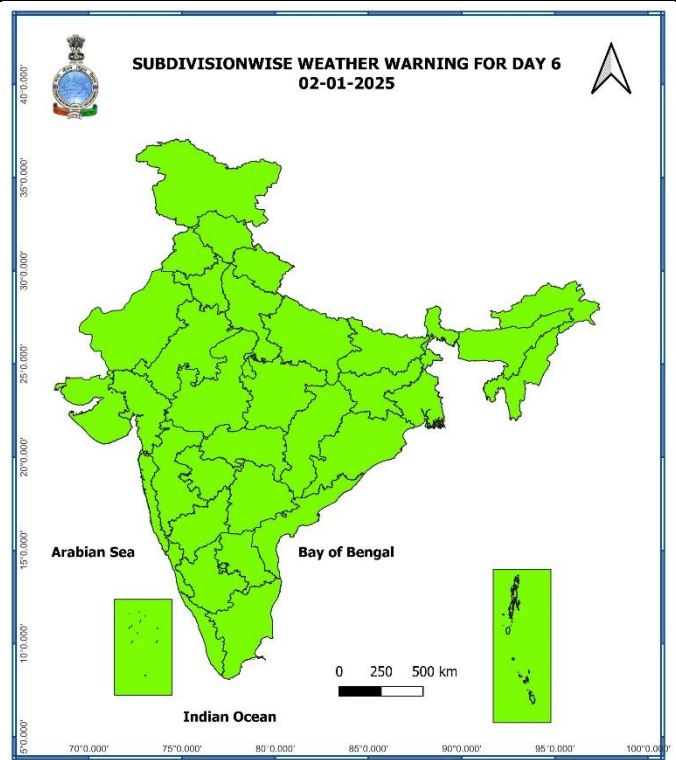 SUBDIVISIONWISE WEATHER WARNING FOR DAY 6
02-01-2025
40°0.000'
35°0.000'
30°0.000'
25°0.000'
20°0.000'
15°0.000'
10°0.000'
5°0.000'
Arabian Sea
Bay of Bengal
0 250 500 km
Indian Ocean
70°0.000' 75°0.000' 80°0.000' 85°0.000' 90°0.000' 95°0.000' 100°0.000'